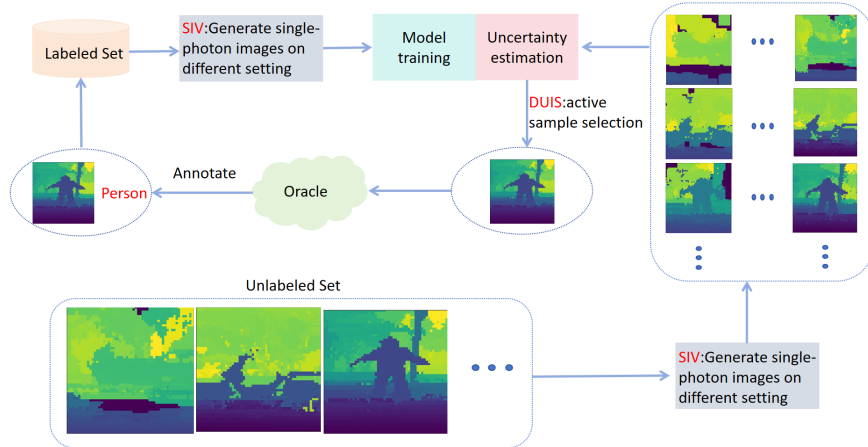 Labeled Set
SIV:Generate single-
photon images on
different setting
Model
training
Uncertainty
estimation
DUIS:active
sample selection
Person
Annotate
Oracle
Unlabeled Set
SIV:Generate single-
photon images on
different setting